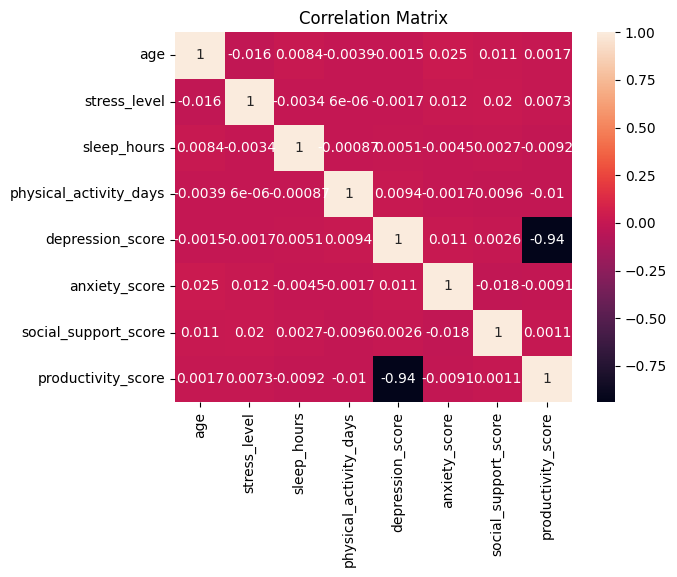 Correlation Matrix
age 1 -0.016 0.0084 -0.0039 -0.0015 0.025 0.011 0.0017
stress_level -0.016 1 -0.0034 6e-06 -0.0017 0.012 0.02 0.0073
sleep_hours 0.0084 -0.0034 1 -0.00087 0.0051 -0.0045 0.0027 -0.0092
physical_activity_days -0.0039 6e-06 -0.00087 1 0.0094 -0.0017 -0.0096 -0.01
depression_score -0.0015 -0.0017 0.0051 0.0094 1 0.011 0.0026 -0.94
anxiety_score 0.025 0.012 -0.0045 -0.0017 0.011 1 -0.018 -0.0091
social_support_score 0.011 0.02 0.0027 -0.0096 0.0026 -0.018 1 0.0011
productivity_score 0.0017 0.0073 -0.0092 -0.01 -0.94 -0.0091 0.0011 1
age
stress_level
sleep_hours
physical_activity_days
depression_score
anxiety_score
social_support_score
productivity_score
1.00
0.75
0.50
0.25
0.00
−0.25
−0.50
−0.75